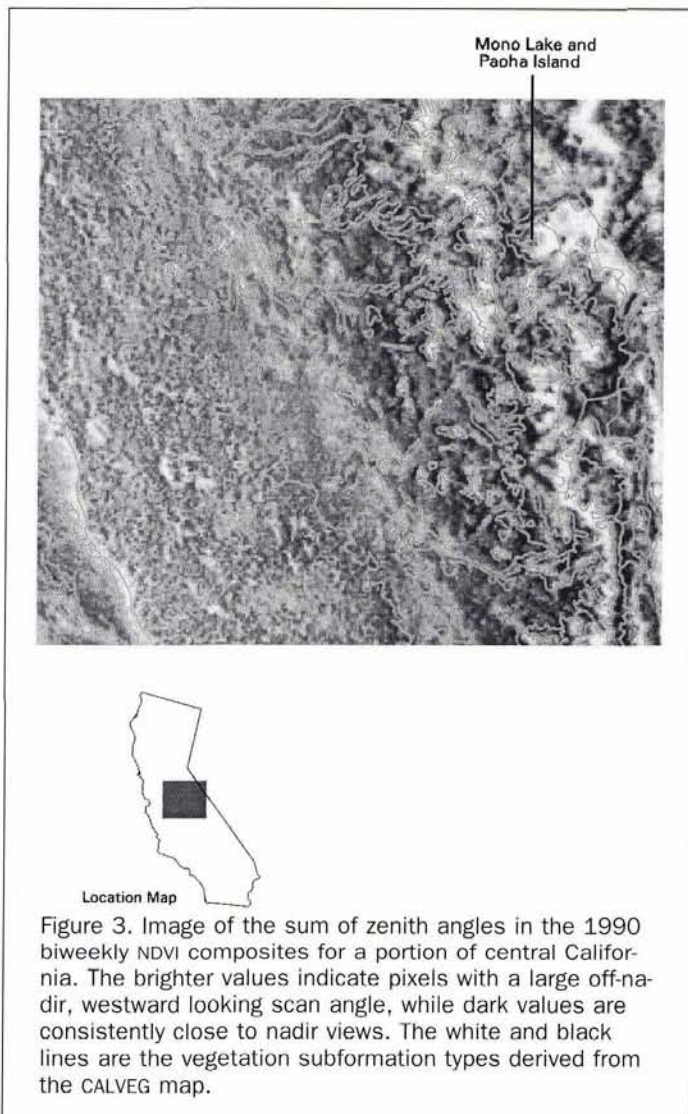 Mono Lake and
Paoha Island
Location Map
Figure 3. Image of the sum of zenith angles in the 1990
biweekly NDVI composites for a portion of central Califor-
nia. The brighter values indicate pixels with a large off-na-
dir, westward looking scan angle, while dark values are
consistently close to nadir views. The white and black
lines are the vegetation subformation types derived from
the CALVEG map.